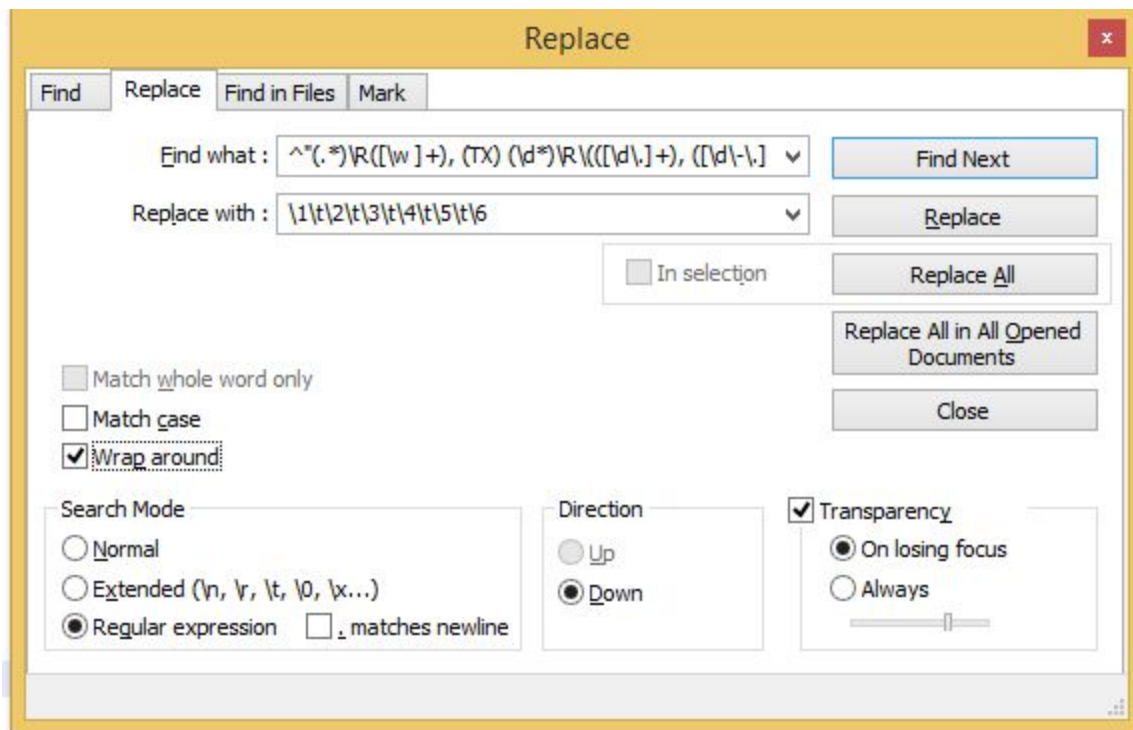 Replace
x
Find Replace Find in Files Mark
Find what : ^"(.*)\R([\w ]+), (TX) (\d*)\R\(([\d\.]+), ([\d\-\.] Find Next
Replace with : \1\t\2\t\3\t\4\t\5\t\6 Replace
In selection Replace All
Replace All in All Opened
Documents
Match whole word only
Match case Close
Wrap around
Search Mode Direction Transparency
Normal Up On losing focus
Extended (\n, \r, \t, \0, \x...) Down Always
Regular expression . matches newline